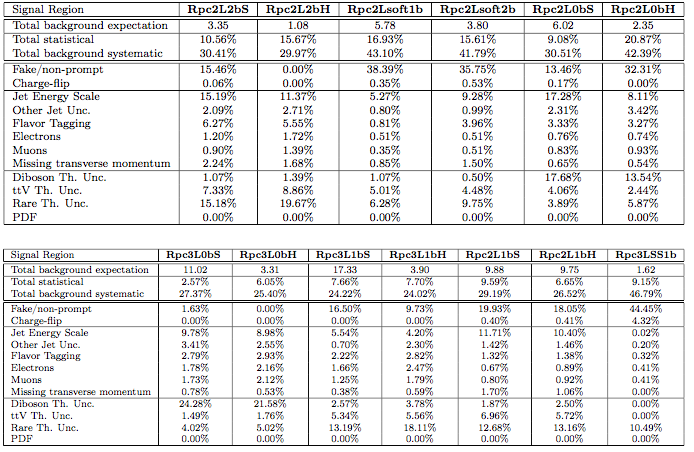 Signal Region Rpc2L2bS Rpc2L2bH Rpc2Lsoft1b Rpc2Lsoft2b Rpc2L0bS Rpc2L0bH
Total background expectation 3.35 1.08 5.78 3.80 6.02 2.35
Total statistical 10.56% 15.67% 16.93% 15.61% 9.08% 20.87%
Total background systematic 30.41% 29.97% 43.10% 41.79% 30.51% 42.39%
Fake/non-prompt 15.46% 0.00% 38.39% 35.75% 13.46% 32.31%
Charge-flip 0.06% 0.00% 0.35% 0.53% 0.17% 0.00%
Jet Energy Scale 15.19% 11.37% 5.27% 9.28% 17.28% 8.11%
Other Jet Unc. 2.09% 2.71% 0.80% 0.99% 2.31% 3.42%
Flavor Tagging 6.27% 5.55% 0.81% 3.96% 3.33% 3.27%
Electrons 1.20% 1.72% 0.51% 0.51% 0.76% 0.74%
Muons 0.90% 1.39% 0.35% 0.51% 0.83% 0.93%
Missing transverse momentum 2.24% 1.68% 0.85% 1.50% 0.65% 0.54%
Diboson Th. Unc. 1.07% 1.39% 1.07% 0.50% 17.68% 13.54%
ttV Th. Unc. 7.33% 8.86% 5.01% 4.48% 4.06% 2.44%
Rare Th. Unc. 15.18% 19.67% 6.28% 9.75% 3.89% 5.87%
PDF 0.00% 0.00% 0.00% 0.00% 0.00% 0.00%
Signal Region Rpc3L0bS Rpc3L0bH Rpc3L1bS Rpc3L1bH Rpc2L1bS Rpc2L1bH Rpc3LSS1b
Total background expectation 11.02 3.31 17.33 3.90 9.88 9.75 1.62
Total statistical 2.57% 6.05% 7.66% 7.70% 9.59% 6.65% 9.15%
Total background systematic 27.37% 25.40% 24.22% 24.02% 29.19% 26.52% 46.79%
Fake/non-prompt 1.63% 0.00% 16.50% 9.73% 19.93% 18.05% 44.45%
Charge-flip 0.00% 0.00% 0.00% 0.00% 0.40% 0.41% 4.32%
Jet Energy Scale 9.78% 8.98% 5.54% 4.20% 11.71% 10.40% 0.02%
Other Jet Unc. 3.41% 2.55% 0.70% 2.30% 1.42% 1.46% 0.20%
Flavor Tagging 2.79% 2.93% 2.22% 2.82% 1.32% 1.38% 0.32%
Electrons 1.78% 2.16% 1.66% 2.47% 0.67% 0.89% 0.41%
Muons 1.73% 2.12% 1.25% 1.79% 0.80% 0.92% 0.41%
Missing transverse momentum 0.78% 0.53% 0.38% 0.59% 1.70% 1.06% 0.00%
Diboson Th. Unc. 24.28% 21.58% 2.57% 3.78% 1.87% 2.50% 0.00%
ttV Th. Unc. 1.49% 1.76% 5.34% 5.56% 6.96% 5.72% 0.00%
Rare Th. Unc. 4.02% 5.02% 13.19% 18.11% 12.68% 13.16% 10.49%
PDF 0.00% 0.00% 0.00% 0.00% 0.00% 0.00% 0.00%